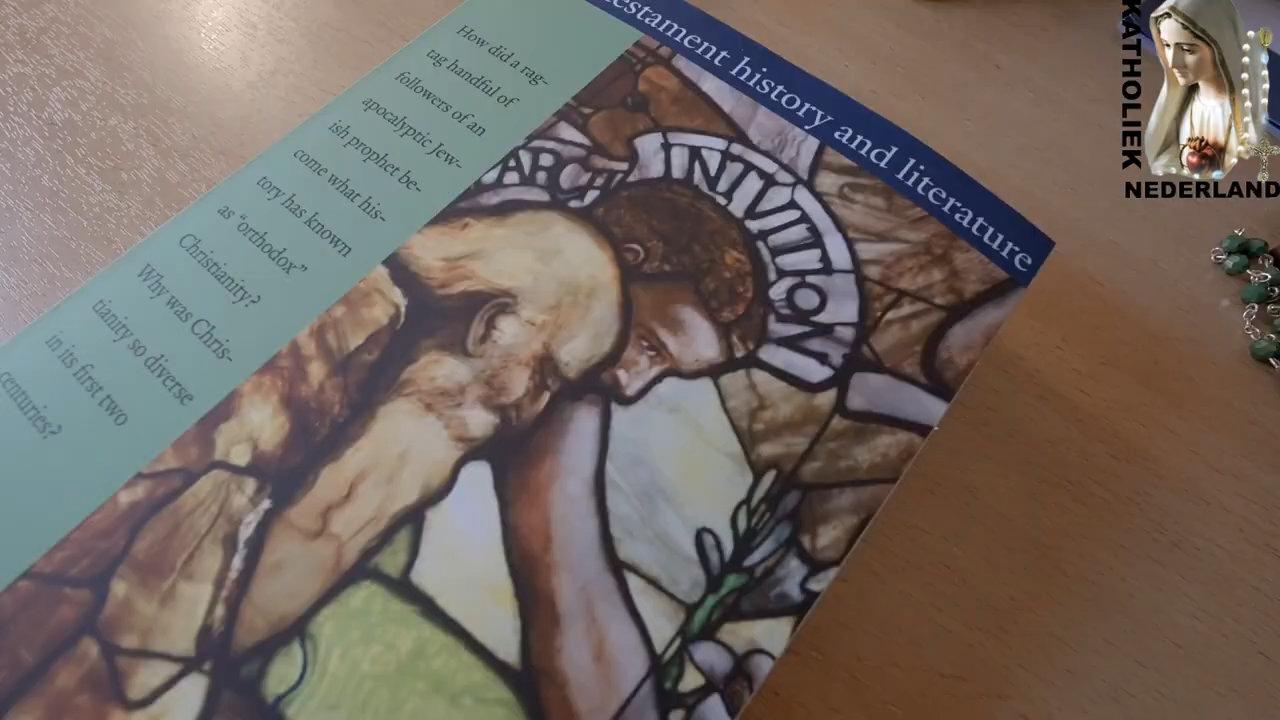 testament history and literature
How did a rag-
tag handful of
followers of an
apocalyptic Jew-
ish prophet be-
come what his-
tory has known
as “orthodox”
Christianity?
Why was Chris-
tianity so diverse
in its first two
centuries?
INTVITION
KATHOLIEK
NEDERLAND